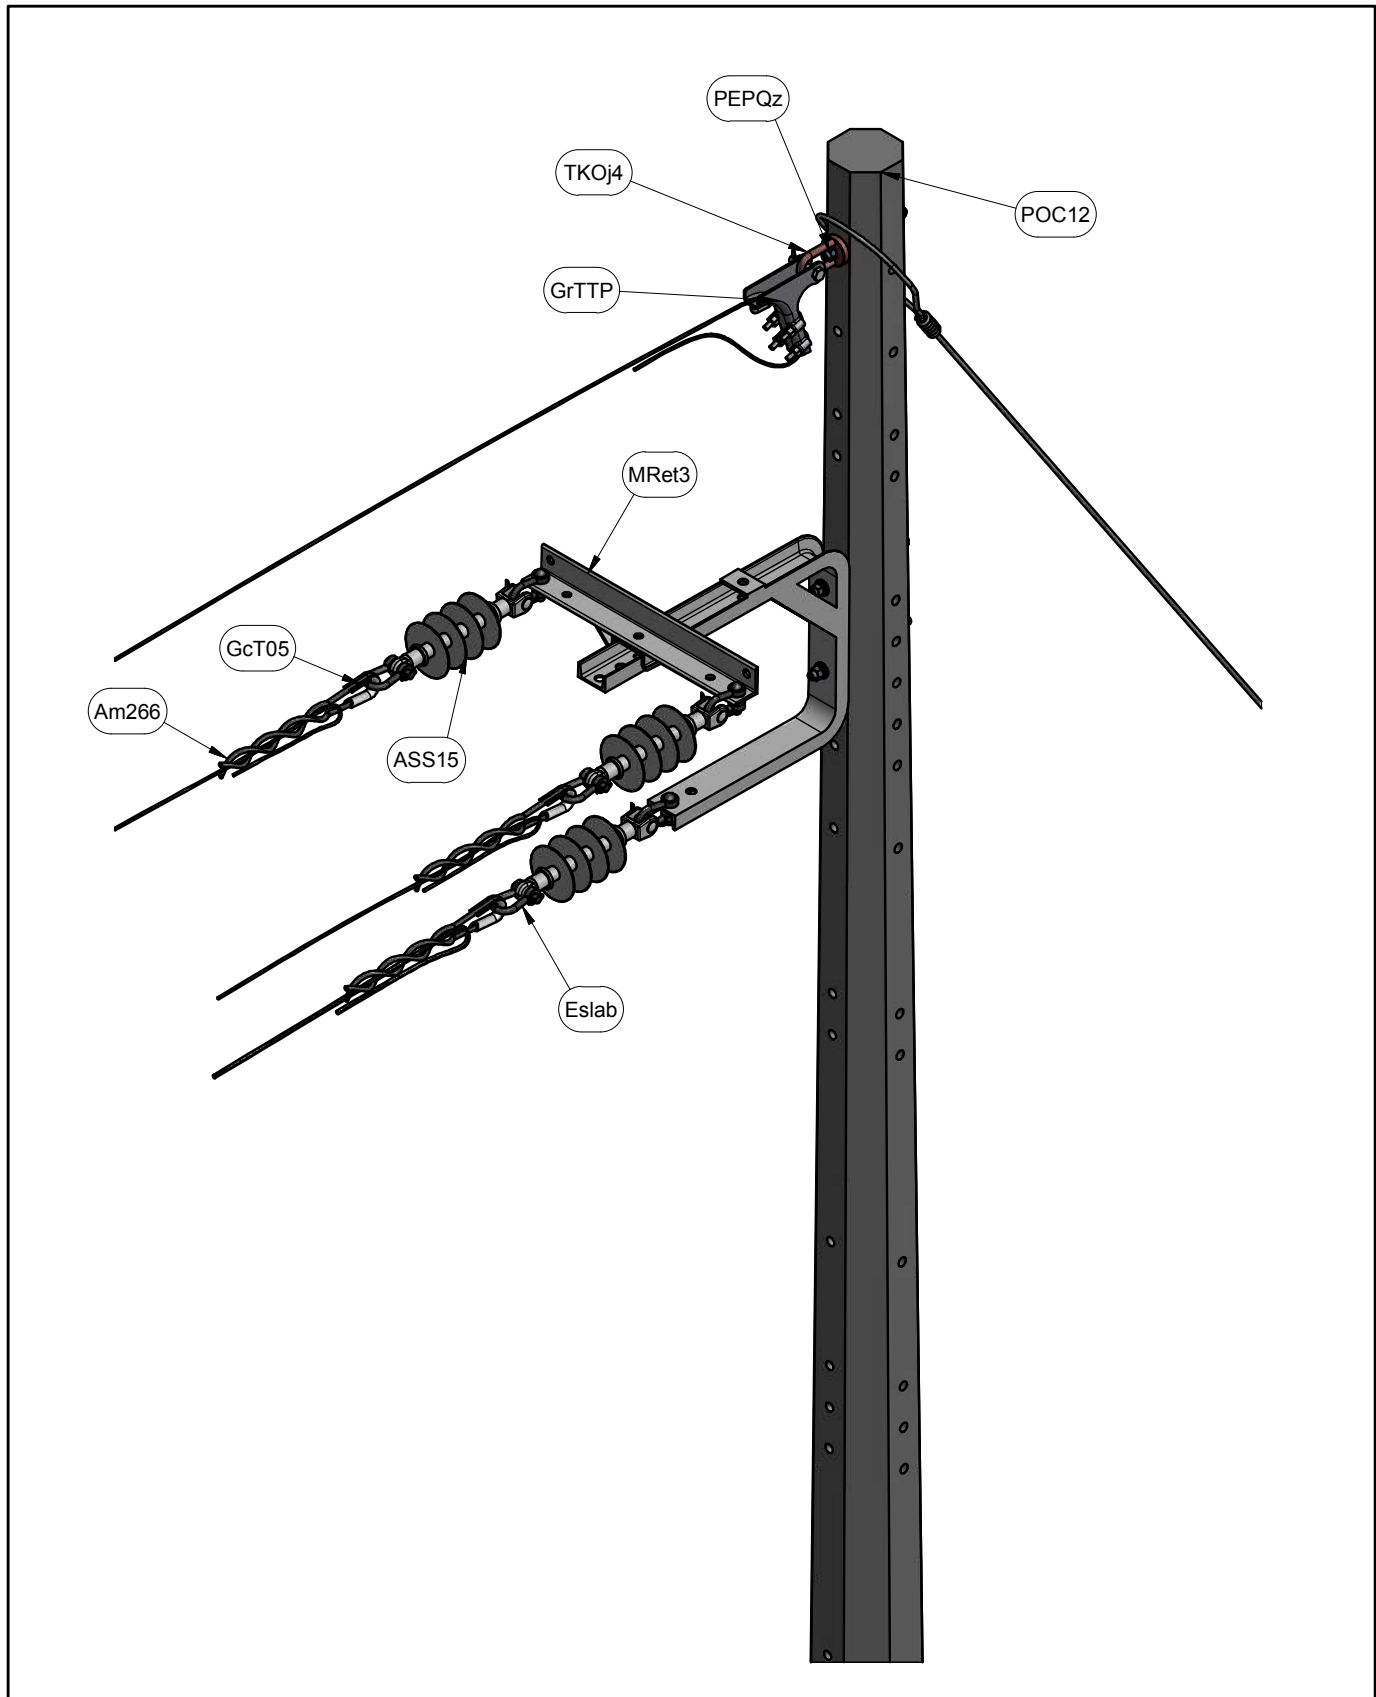 PEPQz
TKOj4
POC12
GrTTP
MRet3
GcT05
Am266
ASS15
Eslab